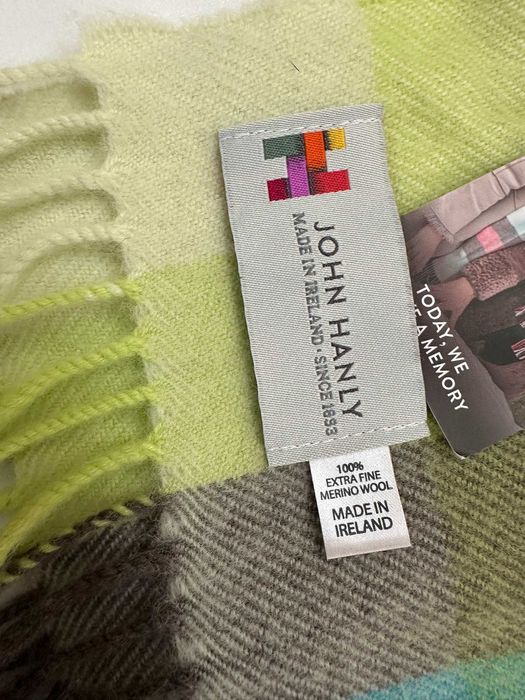 JOHN HANLY
MADE IN IRELAND · SINCE 1893
100%
EXTRA FINE
MERINO WOOL
MADE IN
IRELAND
TODAY, WE
A MEMORY